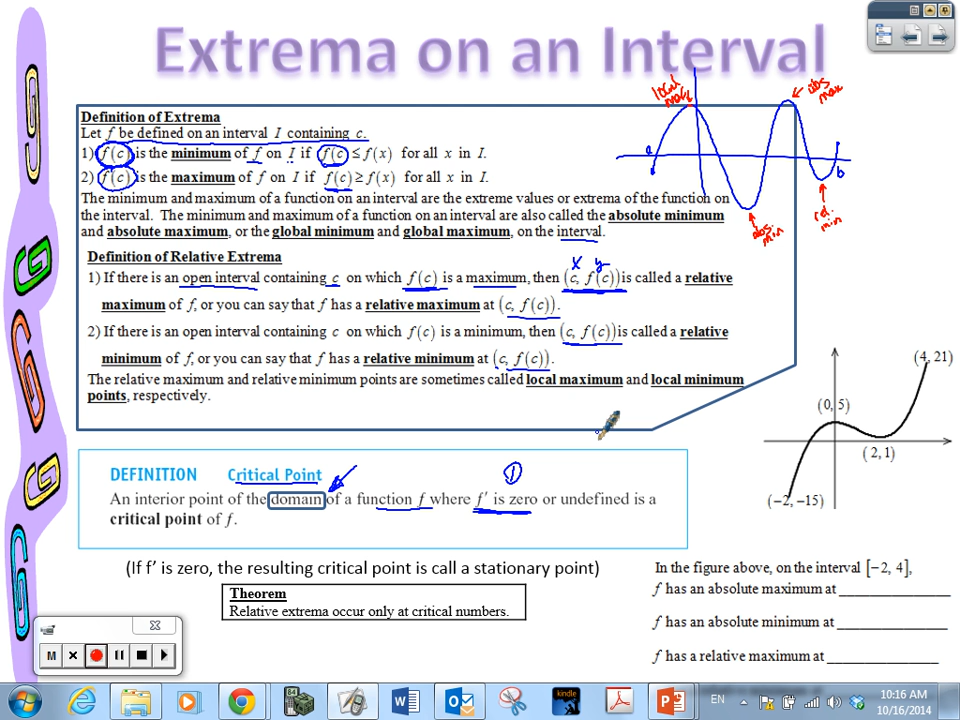 Extrema on an Interval
Definition of Extrema
Let f be defined on an interval I containing c.
1) f(c) is the minimum of f on I if f(c) ≤ f(x) for all x in I.
2) f(c) is the maximum of f on I if f(c) ≥ f(x) for all x in I.
The minimum and maximum of a function on an interval are the extreme values or extrema of the function on
the interval. The minimum and maximum of a function on an interval are also called the absolute minimum
and absolute maximum, or the global minimum and global maximum, on the interval.
Definition of Relative Extrema
x y
1) If there is an open interval containing c on which f(c) is a maximum, then (c, f(c)) is called a relative
maximum of f, or you can say that f has a relative maximum at (c, f(c)).
2) If there is an open interval containing c on which f(c) is a minimum, then (c, f(c)) is called a relative
minimum of f, or you can say that f has a relative minimum at (c, f(c)).
The relative maximum and relative minimum points are sometimes called local maximum and local minimum
points, respectively.
local
max
abs
max
a
b
abs.
min
rel.
min
(4, 21)
(0, 5)
(2, 1)
(-2, -15)
DEFINITION Critical Point
1
An interior point of the domain of a function f where f′ is zero or undefined is a
critical point of f.
(If f' is zero, the resulting critical point is call a stationary point)
Theorem
Relative extrema occur only at critical numbers.
In the figure above, on the interval [-2, 4],
f has an absolute maximum at ______________
f has an absolute minimum at ______________
f has a relative maximum at ______________
M
EN
10:16 AM
10/16/2014
kindle